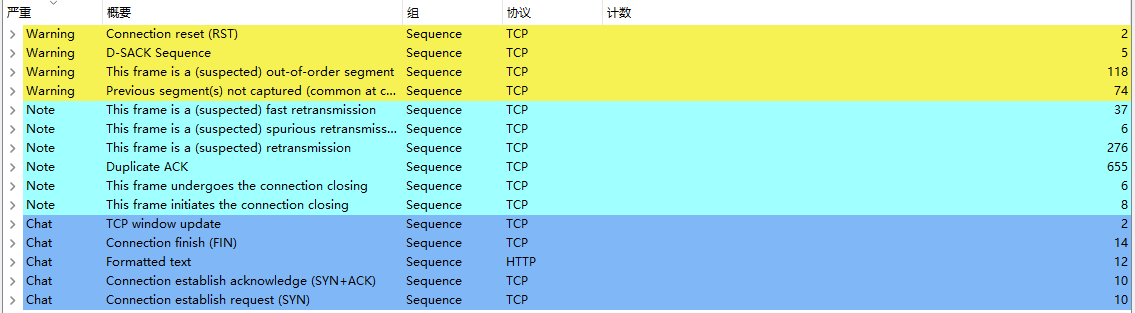 严重 概要 组 协议 计数
Warning Connection reset (RST) Sequence TCP 2
Warning D-SACK Sequence Sequence TCP 5
Warning This frame is a (suspected) out-of-order segment Sequence TCP 118
Warning Previous segment(s) not captured (common at c... Sequence TCP 74
Note This frame is a (suspected) fast retransmission Sequence TCP 37
Note This frame is a (suspected) spurious retransmiss... Sequence TCP 6
Note This frame is a (suspected) retransmission Sequence TCP 276
Note Duplicate ACK Sequence TCP 655
Note This frame undergoes the connection closing Sequence TCP 6
Note This frame initiates the connection closing Sequence TCP 8
Chat TCP window update Sequence TCP 2
Chat Connection finish (FIN) Sequence TCP 14
Chat Formatted text Sequence HTTP 12
Chat Connection establish acknowledge (SYN+ACK) Sequence TCP 10
Chat Connection establish request (SYN) Sequence TCP 10